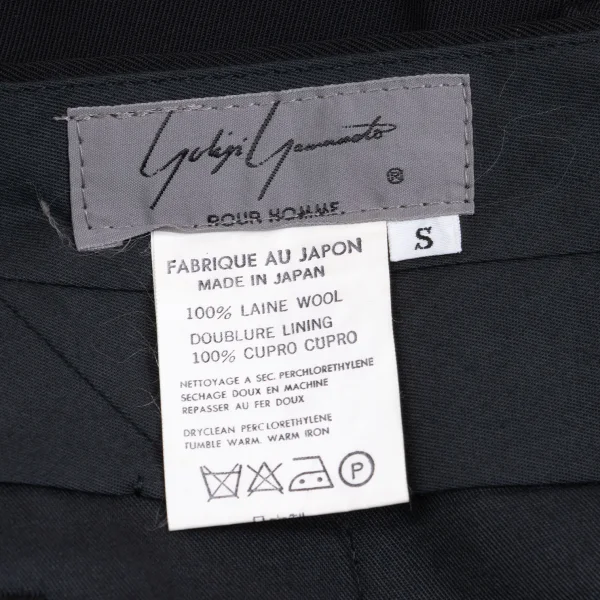 Yohji Yamamoto
®
POUR HOMME
S
FABRIQUE AU JAPON
MADE IN JAPAN
100% LAINE WOOL
DOUBLURE LINING
100% CUPRO CUPRO
NETTOYAGE A SEC. PERCHLORETHYLENE
SECHAGE DOUX EN MACHINE
REPASSER AU FER DOUX
DRYCLEAN PERCLORETHYLENE
TUMBLE WARM. WARM IRON
P